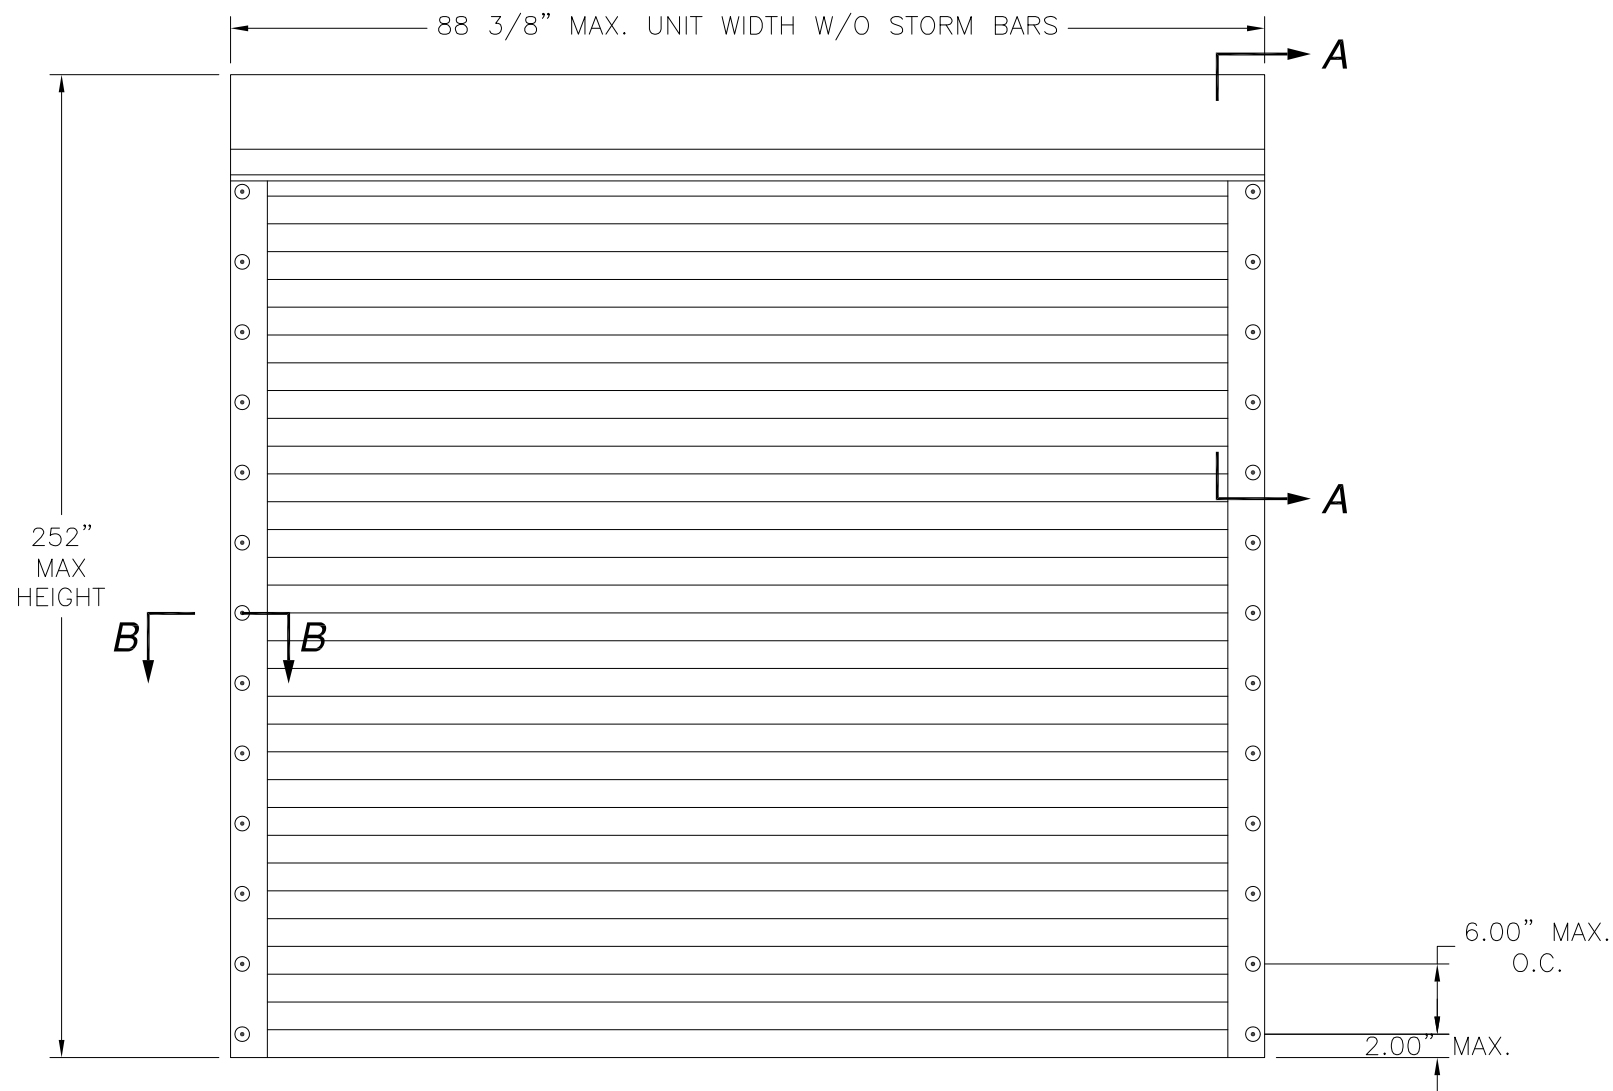 88 3/8” MAX. UNIT WIDTH W/O STORM BARS
A
252”
MAX
HEIGHT
A
B
B
6.00” MAX.
O.C.
2.00” MAX.